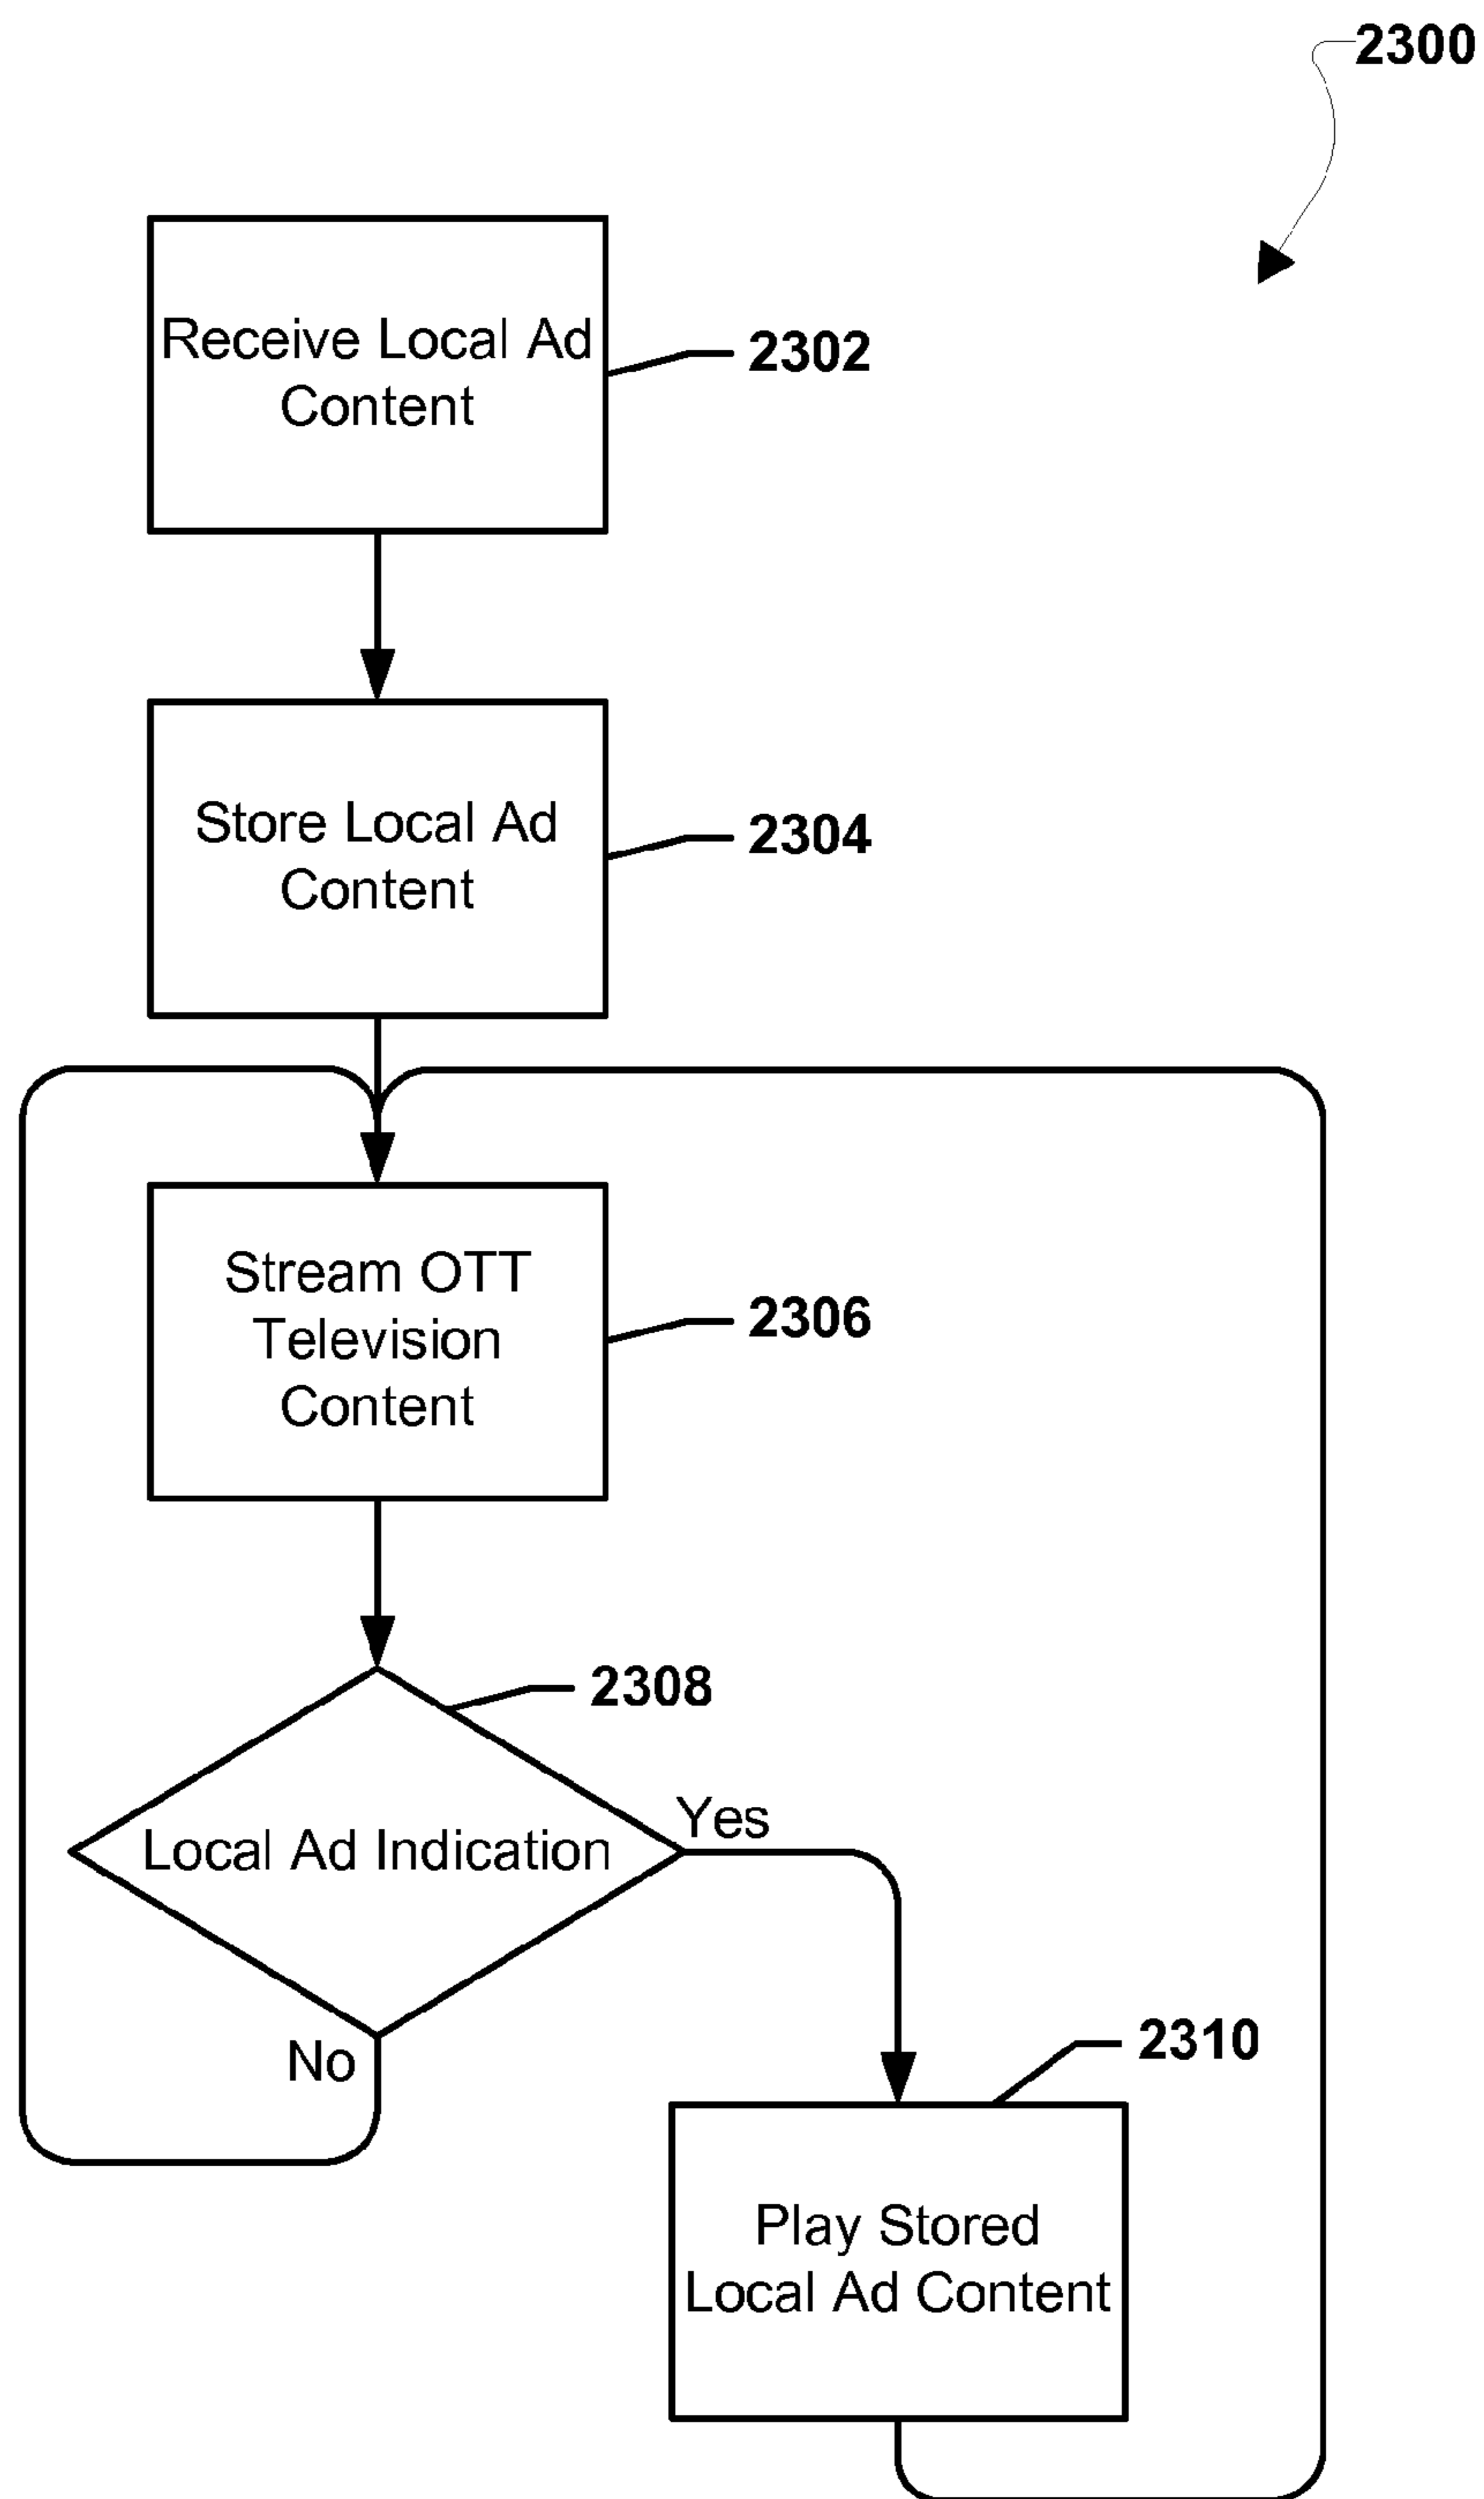 2300
Receive Local Ad
Content
2302
Store Local Ad
Content
2304
Stream OTT
Television
Content
2306
2308
Local Ad Indication
Yes
No
2310
Play Stored
Local Ad Content